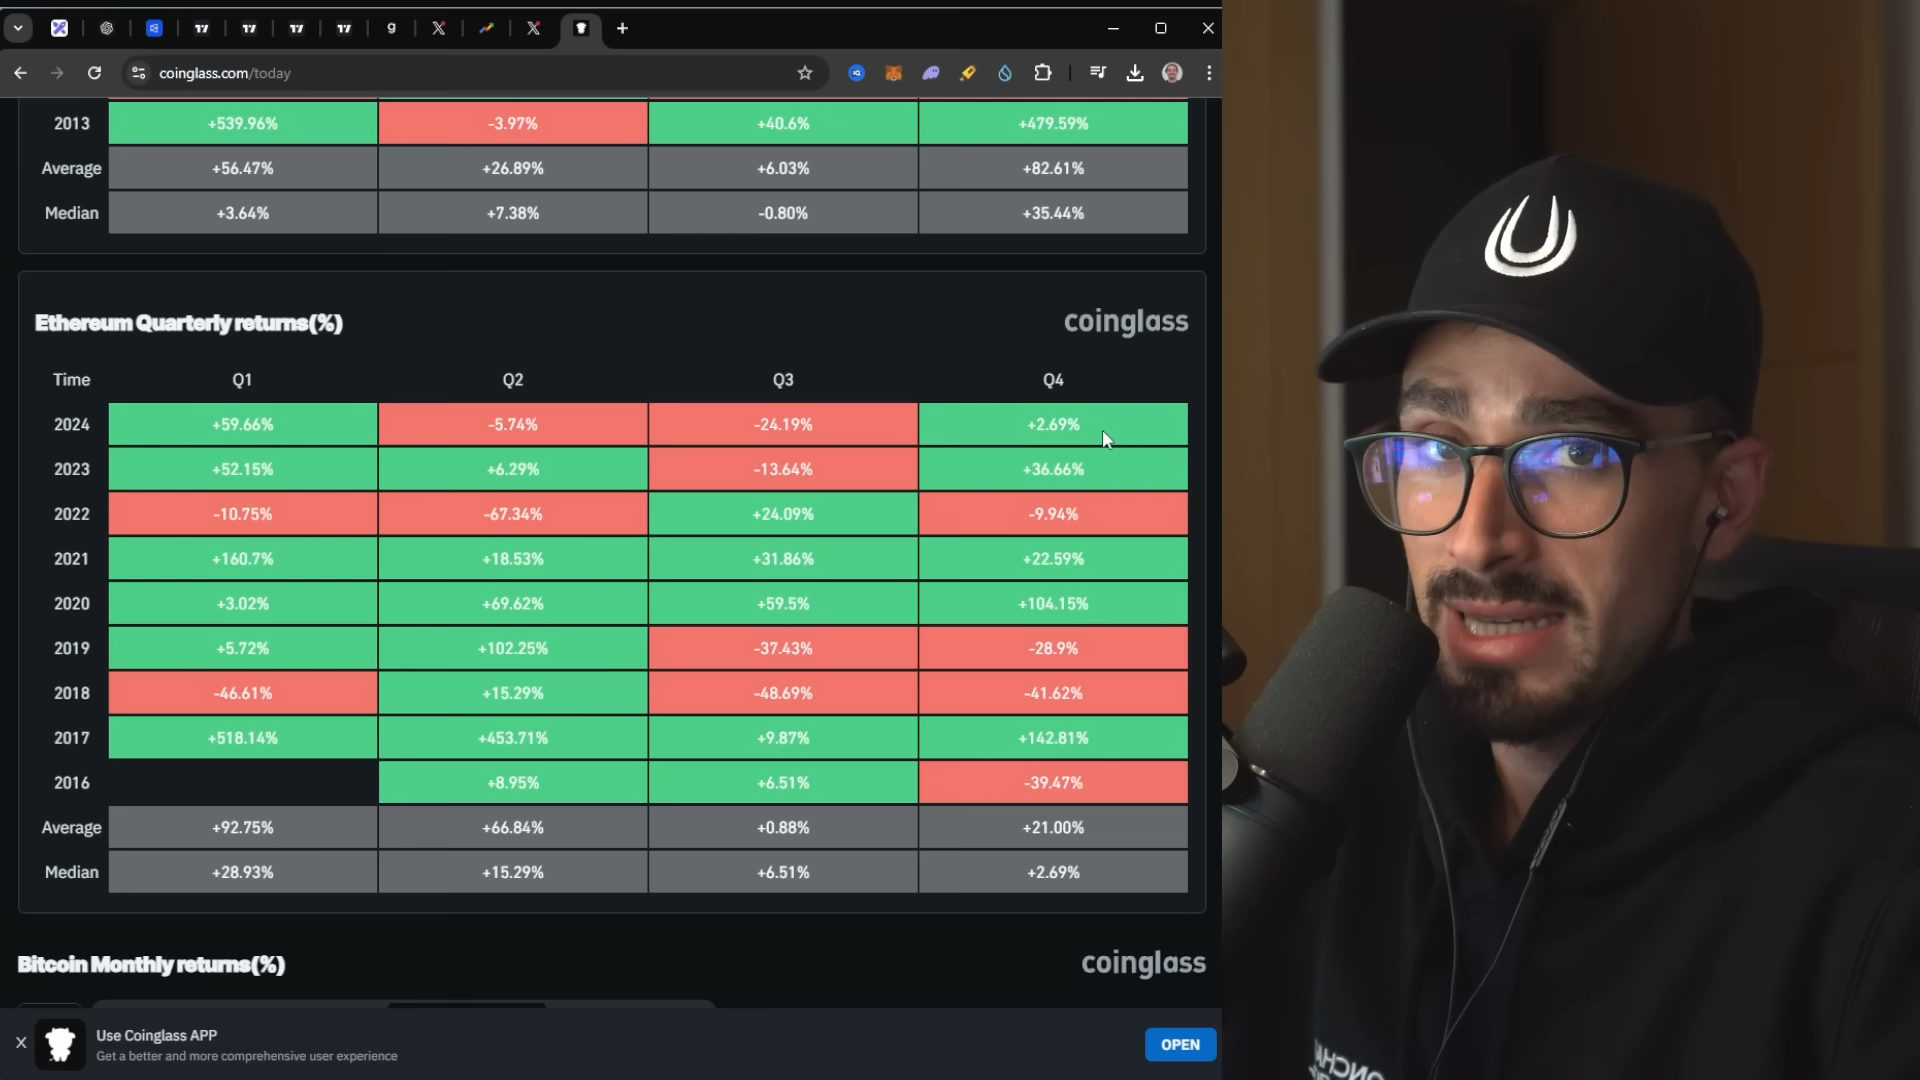 coinglass.com/today
2013 +539.96% -3.97% +40.6% +479.59%
Average +56.47% +26.89% +6.03% +82.61%
Median +3.64% +7.38% -0.80% +35.44%
Ethereum Quarterly returns(%) coinglass
Time Q1 Q2 Q3 Q4
2024 +59.66% -5.74% -24.19% +2.69%
2023 +52.15% +6.29% -13.64% +36.66%
2022 -10.75% -67.34% +24.09% -9.94%
2021 +160.7% +18.53% +31.86% +22.59%
2020 +3.02% +69.62% +59.5% +104.15%
2019 +5.72% +102.25% -37.43% -28.9%
2018 -46.61% +15.29% -48.69% -41.62%
2017 +518.14% +453.71% +9.87% +142.81%
2016 +8.95% +6.51% -39.47%
Average +92.75% +66.84% +0.88% +21.00%
Median +28.93% +15.29% +6.51% +2.69%
Bitcoin Monthly returns(%) coinglass
Use Coinglass APP
Get a better and more comprehensive user experience
OPEN